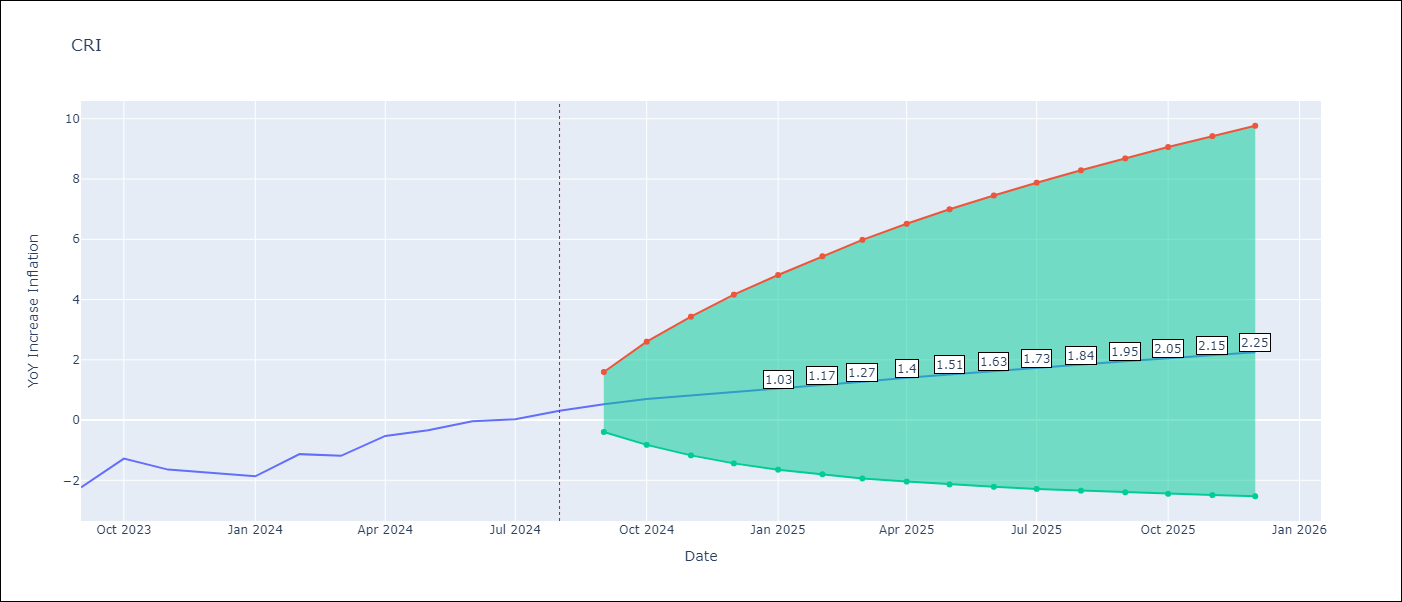 CRI
YoY Increase Inflation
10
8
6
4
2
0
−2
1.03
1.17
1.27
1.4
1.51
1.63
1.73
1.84
1.95
2.05
2.15
2.25
Oct 2023
Jan 2024
Apr 2024
Jul 2024
Oct 2024
Jan 2025
Apr 2025
Jul 2025
Oct 2025
Jan 2026
Date